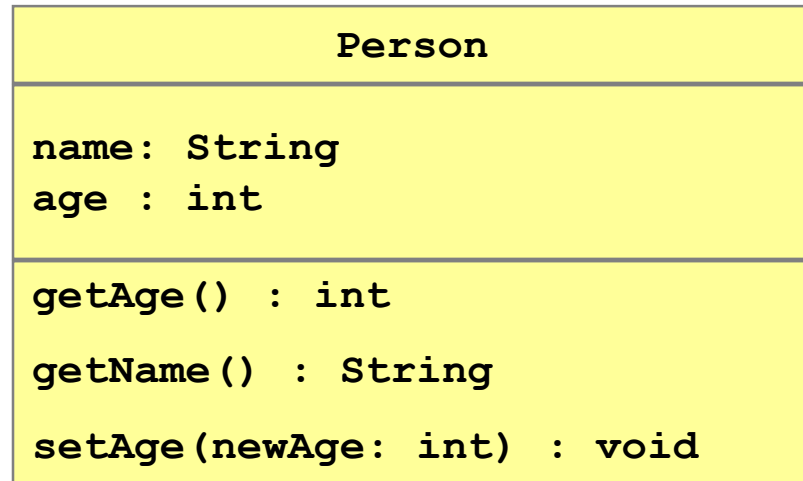 Person
name: String
age : int
getAge() : int
getName() : String
setAge(newAge: int) : void